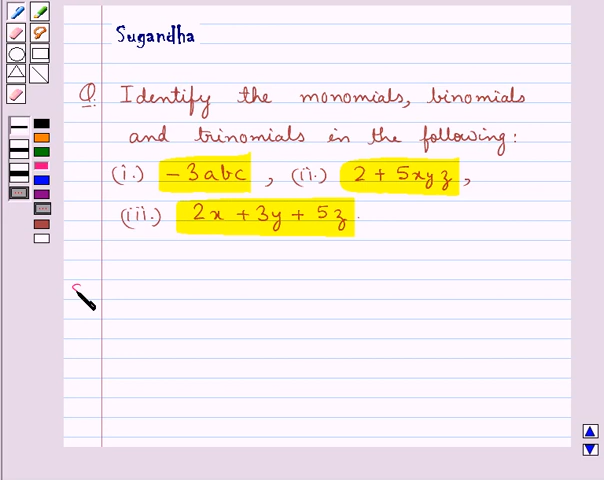 Sugandha
Q. Identify the monomials, binomials
and trinomials in the following:
(i.) -3abc, (ii.) 2 + 5xyz,
(iii.) 2x + 3y + 5z.